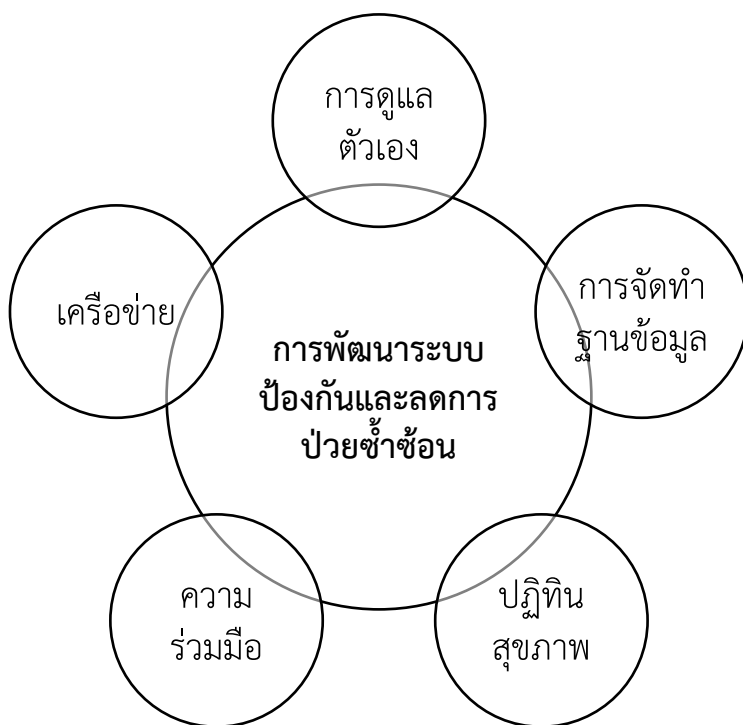 การดูแล
ตัวเอง
การจัดทำ
ฐานข้อมูล
เครือข่าย
การพัฒนาระบบ
ป้องกันและลดการ
ป่วยซ้ำซ้อน
ความ
ร่วมมือ
ปฏิทิน
สุขภาพ